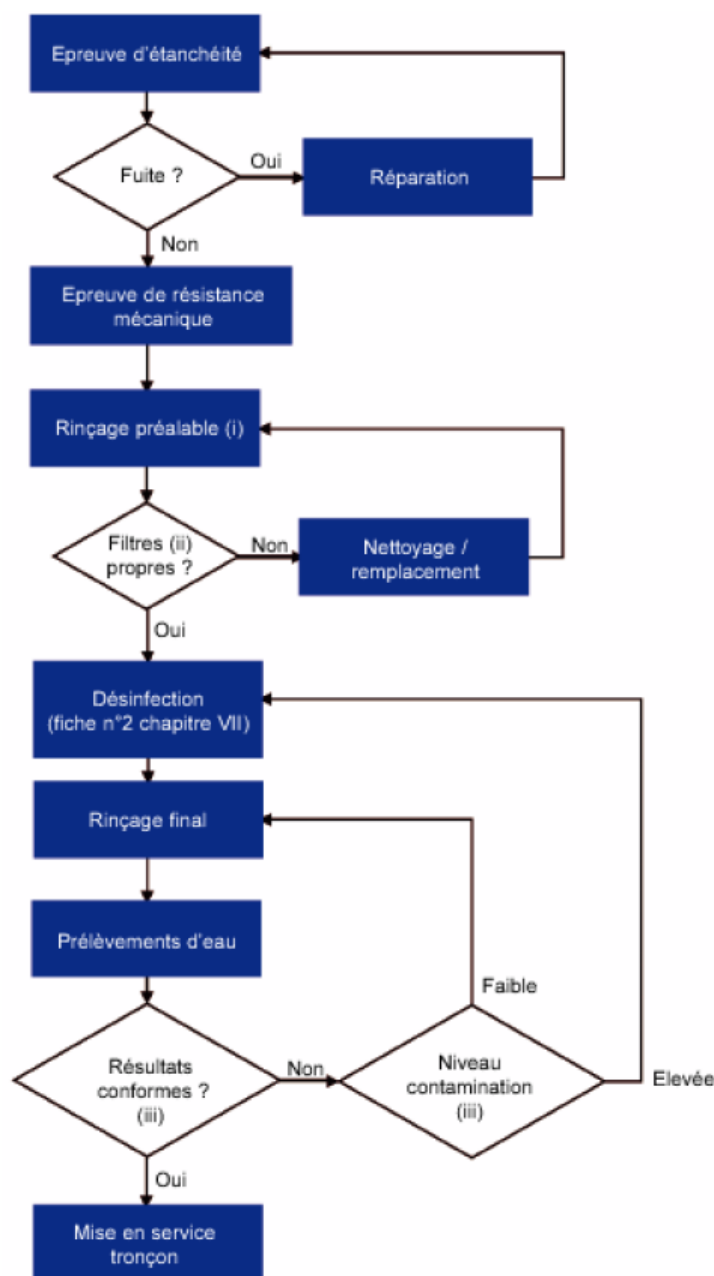 Epreuve d'étanchéité
Fuite ?
Oui
Réparation
Non
Epreuve de résistance
mécanique
Rinçage préalable (i)
Filtres (ii)
propres ?
Non
Nettoyage /
remplacement
Oui
Désinfection
(fiche n°2 chapitre VII)
Rinçage final
Prélèvements d'eau
Faible
Résultats
conformes ?
(iii)
Non
Niveau
contamination
(iii)
Elevée
Oui
Mise en service
tronçon